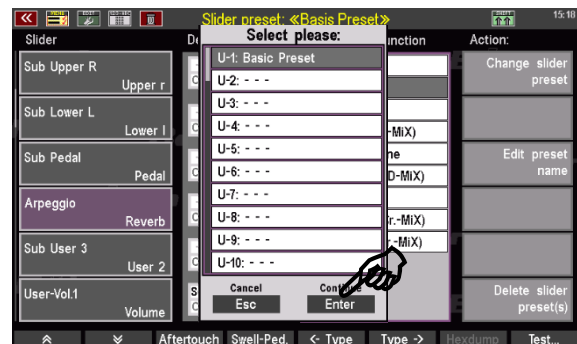 Slider preset: «Basis Preset»
15:18
Slider
De
unction
Action:
Select please:
Sub Upper R
Upper r
Sub Lower L
Lower l
Sub Pedal
Pedal
Arpeggio
Reverb
Sub User 3
User 2
User-Vol.1
Volume
U-1: Basic Preset
U-2: - - -
U-3: - - -
U-4: - - -
U-5: - - -
U-6: - - -
U-7: - - -
U-8: - - -
U-9: - - -
U-10: - - -
Cancel
Esc
Enter
-MiX)
ne
D-MiX)
r.-MiX)
-MiX)
Change slider
preset
Edit preset
name
Delete slider
preset(s)
Aftertouch
Swell-Ped.
<- Type
Type ->
Hexdump
Test...